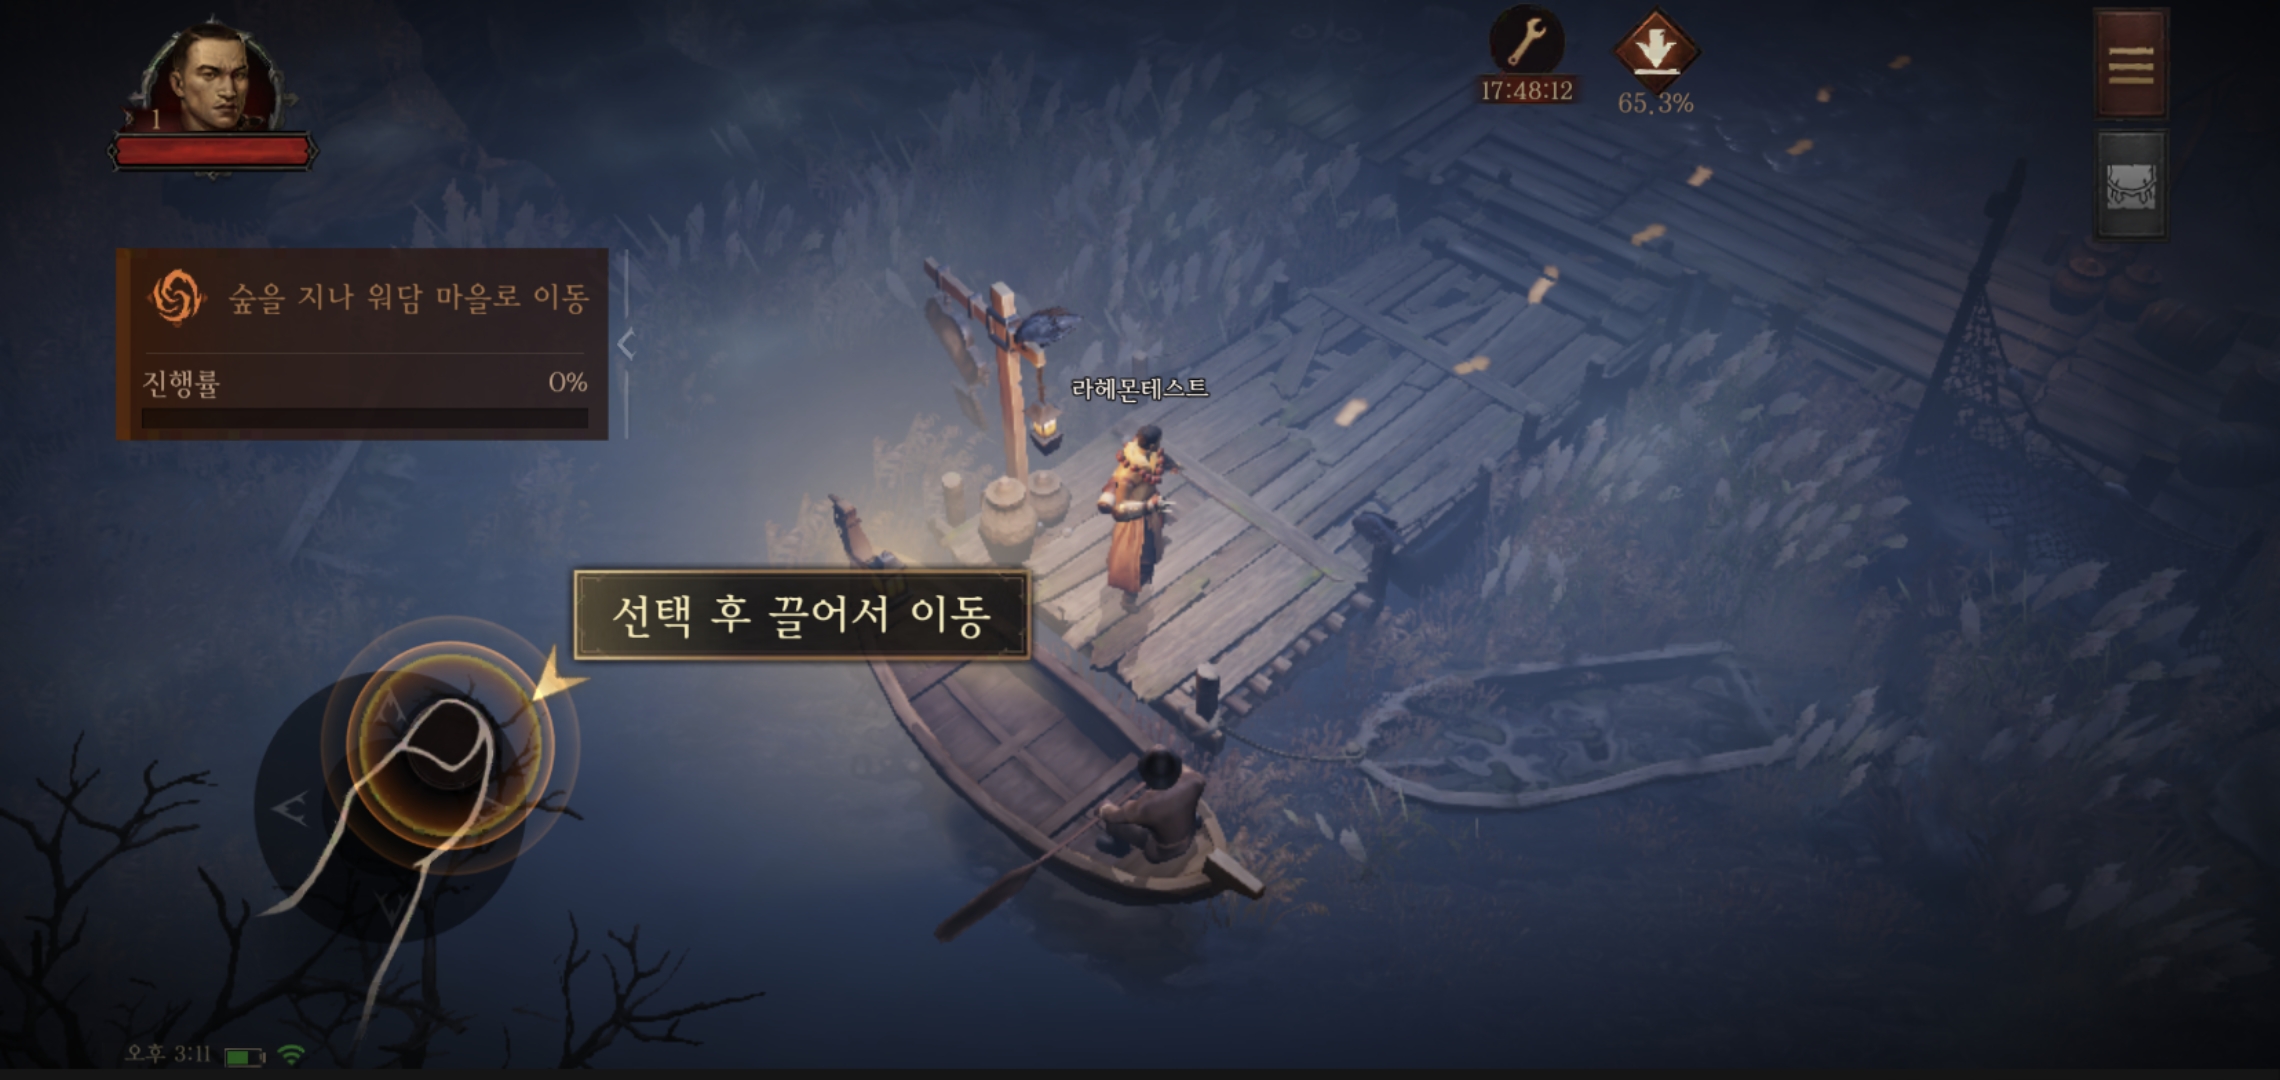 1
17:48:12
65.3%
숲을 지나 워담 마을로 이동
진행률 0%
라헤몬테스트
선택 후 끌어서 이동
오후 3:11